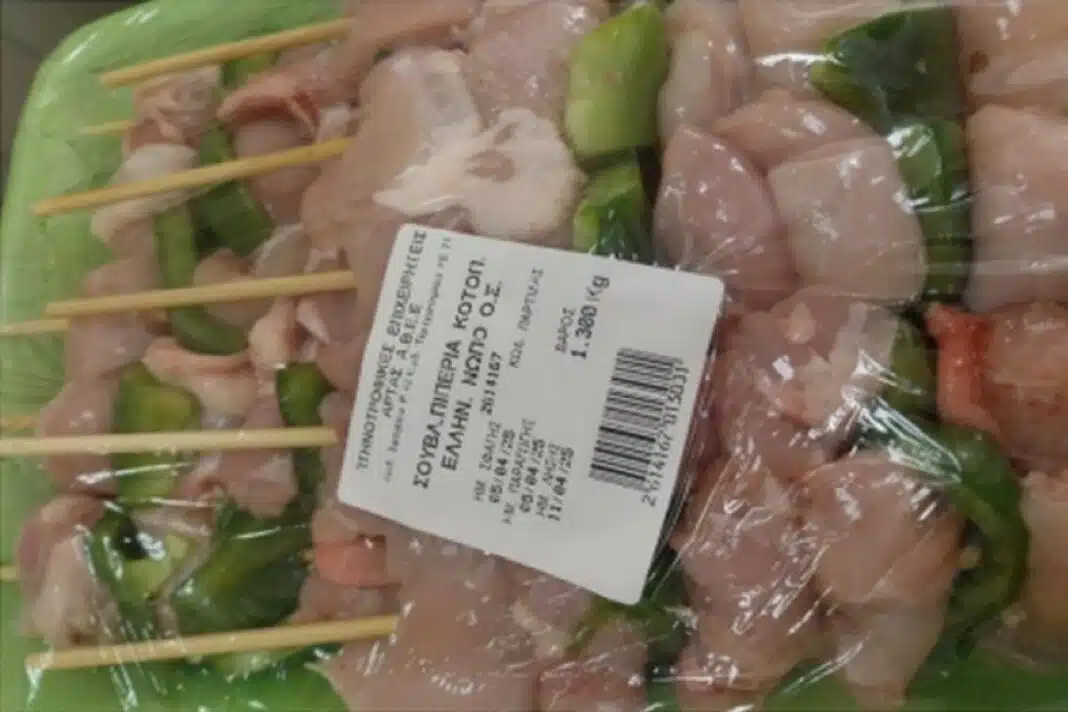 ΠΤΗΝΟΤΡΟΦΙΚΕΣ ΕΠΙΧΕΙΡΗΣΕΙΣ
ΑΡΤΑΣ Α.Β.Ε.Ε
ΣΟΥΒΛ.ΠΙΠΕΡΙΑ ΚΟΤΟΠ.
ΕΛΛΗΝ. ΝΩΠΟ Ο.Σ.
ΗΜ ΣΦΑΓΗΣ 2614167 ΚΩΔ. ΠΑΡΤΙΔΑΣ
05/04/25
ΗΜ ΠΑΡΑΓΩΓΗΣ
05/04/25
ΗΜ ΛΗΞΗΣ
11/04/25
ΒΑΡΟΣ
1.300 Kg
2614167015031